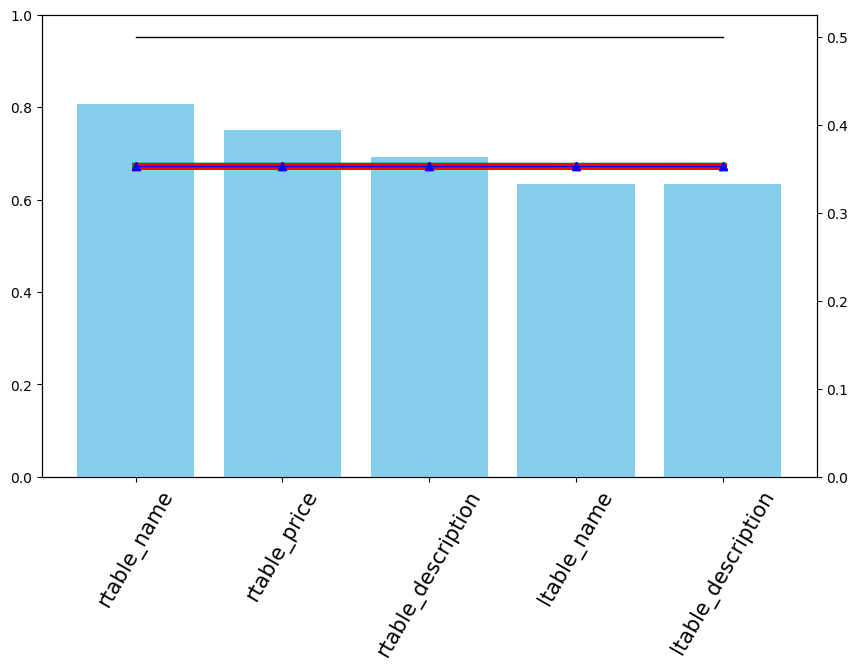 1.0
0.8
0.6
0.4
0.2
0.0
0.5
0.4
0.3
0.2
0.1
0.0
rtable_name
rtable_price
rtable_description
ltable_name
ltable_description